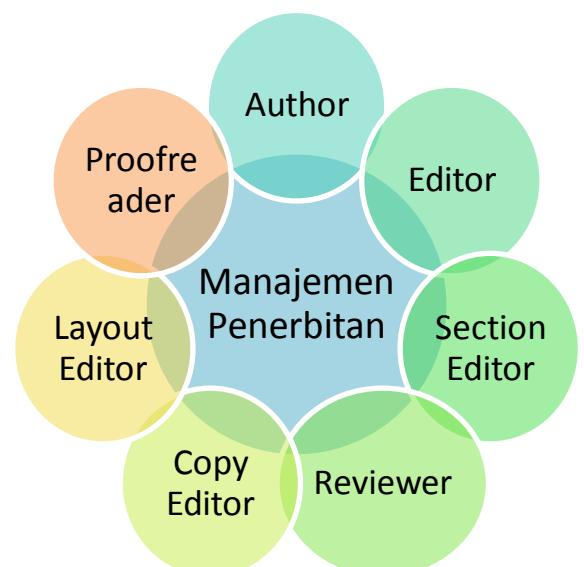 Author
Editor
Section
Editor
Reviewer
Copy
Editor
Layout
Editor
Proofre
ader
Manajemen
Penerbitan